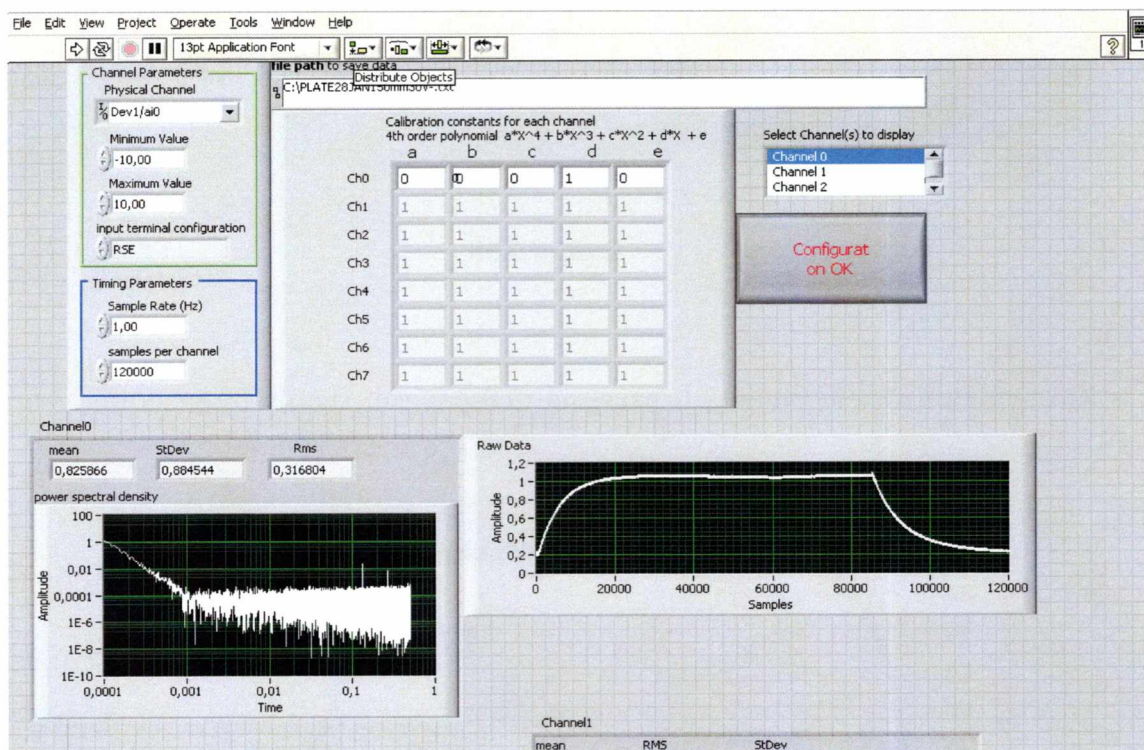 File Edit View Project Operate Tools Window Help
13pt Application Font
file path to save data
Distribute Objects
Channel Parameters
Physical Channel
Dev1/ai0
Minimum Value
-10,00
Maximum Value
10,00
input terminal configuration
RSE
Timing Parameters
Sample Rate (Hz)
1,00
samples per channel
120000
Calibration constants for each channel
4th order polynomial a*X^4 + b*X^3 + c*X^2 + d*X + e
a b c d e
Ch0 0 0 0 1 0
Ch1 1 1 1 1 1
Ch2 1 1 1 1 1
Ch3 1 1 1 1 1
Ch4 1 1 1 1 1
Ch5 1 1 1 1 1
Ch6 1 1 1 1 1
Ch7 1 1 1 1 1
Select Channel(s) to display
Channel 0
Channel 1
Channel 2
Configurat
on OK
Channel0
mean StDev Rms
0,825866 0,884544 0,316804
power spectral density
100
1
0,01
0,0001
1E-6
1E-8
1E-10
Amplitude
0,0001 0,001 0,01 0,1 1
Time
Raw Data
1,2
1
0,8
0,6
0,4
0,2
0
Amplitude
0 20000 40000 60000 80000 100000 120000
Samples
Channel1
mean RMS StDev